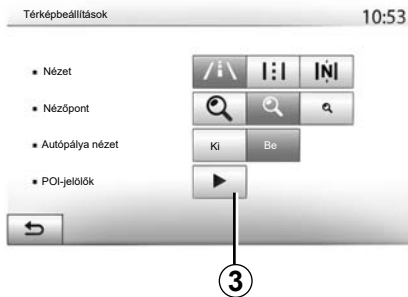 Térképbeállítások 10:53
▪ Nézet N
▪ Nézőpont
▪ Autópálya nézet Ki Be
▪ POI-jelölők
3